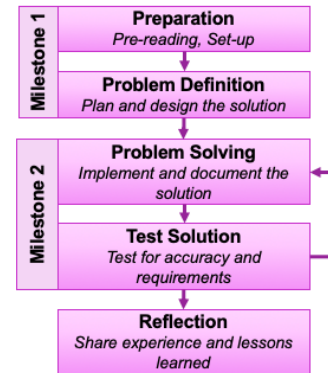 Milestone 1
Preparation
Pre-reading, Set-up
Problem Definition
Plan and design the solution
Milestone 2
Problem Solving
Implement and document the
solution
Test Solution
Test for accuracy and
requirements
Reflection
Share experience and lessons
learned